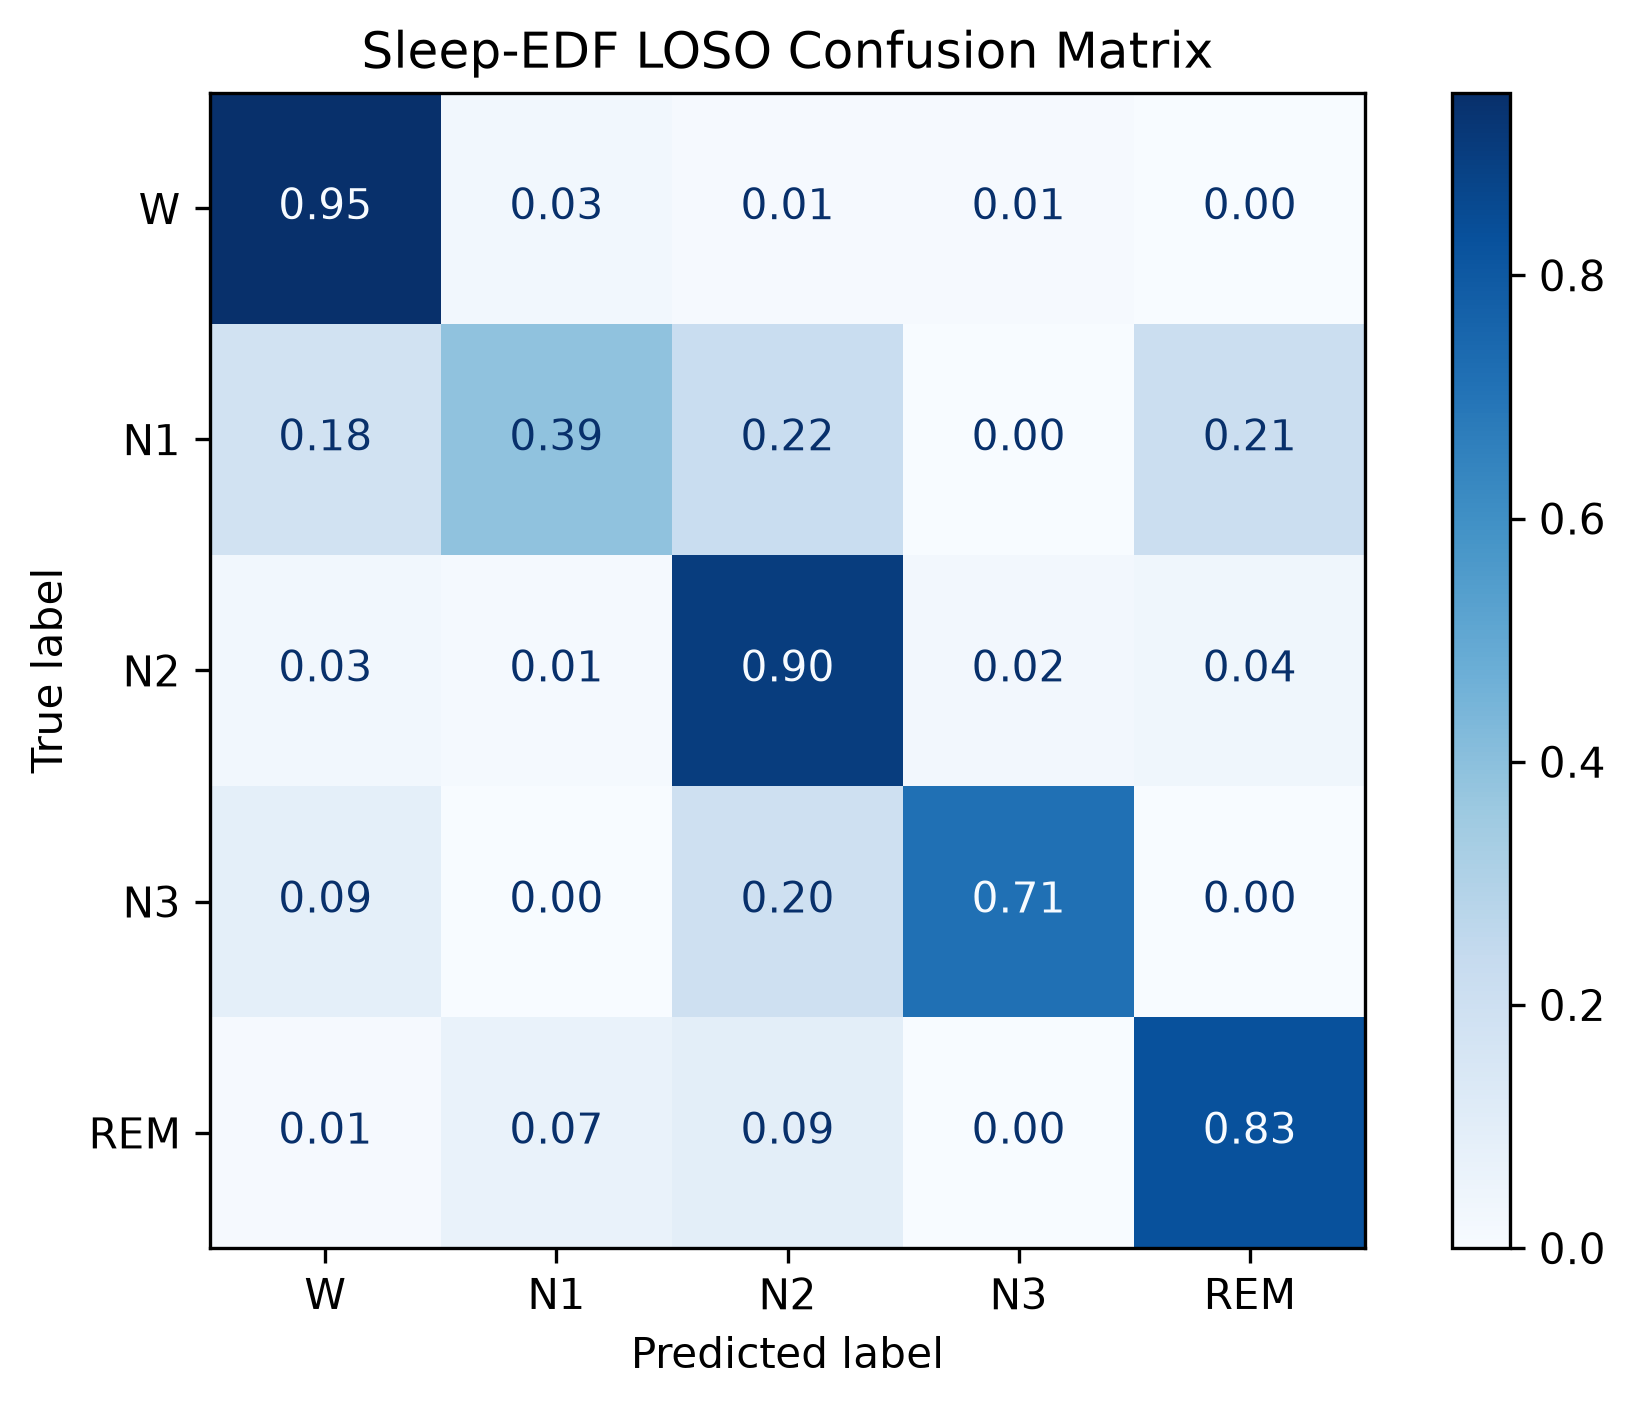 Sleep-EDF LOSO Confusion Matrix
True label
W 0.95 0.03 0.01 0.01 0.00
N1 0.18 0.39 0.22 0.00 0.21
N2 0.03 0.01 0.90 0.02 0.04
N3 0.09 0.00 0.20 0.71 0.00
REM 0.01 0.07 0.09 0.00 0.83
W N1 N2 N3 REM
Predicted label
0.8
0.6
0.4
0.2
0.0